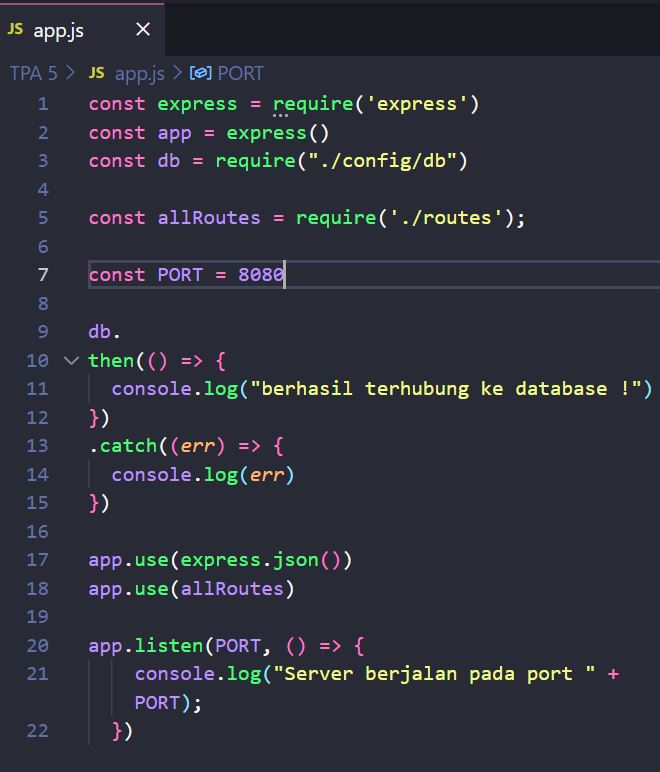 JS app.js ×
TPA 5 > JS app.js > PORT
1 const express = require('express')
2 const app = express()
3 const db = require("./config/db")
4
5 const allRoutes = require('./routes');
6
7 const PORT = 8080
8
9 db.
10 then(() => {
11 console.log("berhasil terhubung ke database !")
12 })
13 .catch((err) => {
14 console.log(err)
15 })
16
17 app.use(express.json())
18 app.use(allRoutes)
19
20 app.listen(PORT, () => {
21 console.log("Server berjalan pada port " +
PORT);
22 })